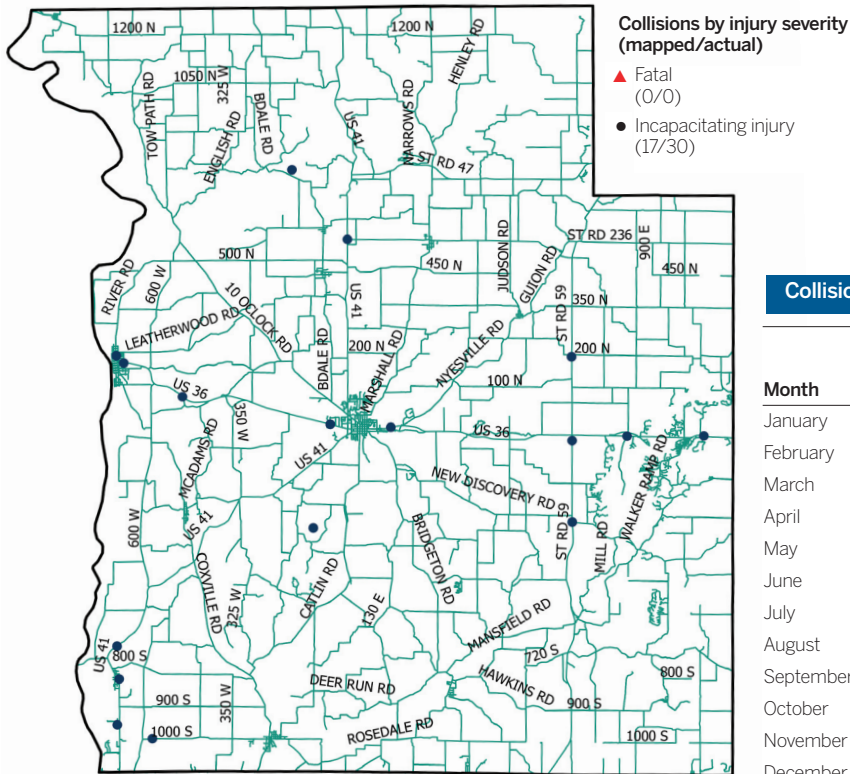 Collisions by injury severity
(mapped/actual)
Fatal
(0/0)
Incapacitating injury
(17/30)
1200 N
1200 N
HENLEY RD
1050 N
325 W
TOW PATH RD
BDALE RD
ENGLISH RD
US 41
NARROWS RD
ST RD 47
JUDSON RD
ST RD 236
900 E
500 N
450 N
450 N
RIVER RD
600 W
GUION RD
10 OCLOCK RD
US 41
350 N
ST RD 59
LEATHERWOOD RD
BDALE RD
200 N
MARSHALL RD
NYESVILLE RD
200 N
100 N
US 36
350 W
US 36
MCADAMS RD
US 41
NEW DISCOVERY RD
WALKER RAMP RD
600 W
US 41
BRIDGETON RD
ST RD 59
MILL RD
COXVILLE RD
325 W
CATLIN RD
130 E
MANSFIELD RD
US 41
800 S
720 S
800 S
DEER RUN RD
HAWKINS RD
900 S
350 W
900 S
1000 S
ROSEDALE RD
1000 S
Collisio
Month
January
February
March
April
May
June
July
August
September
October
November
December